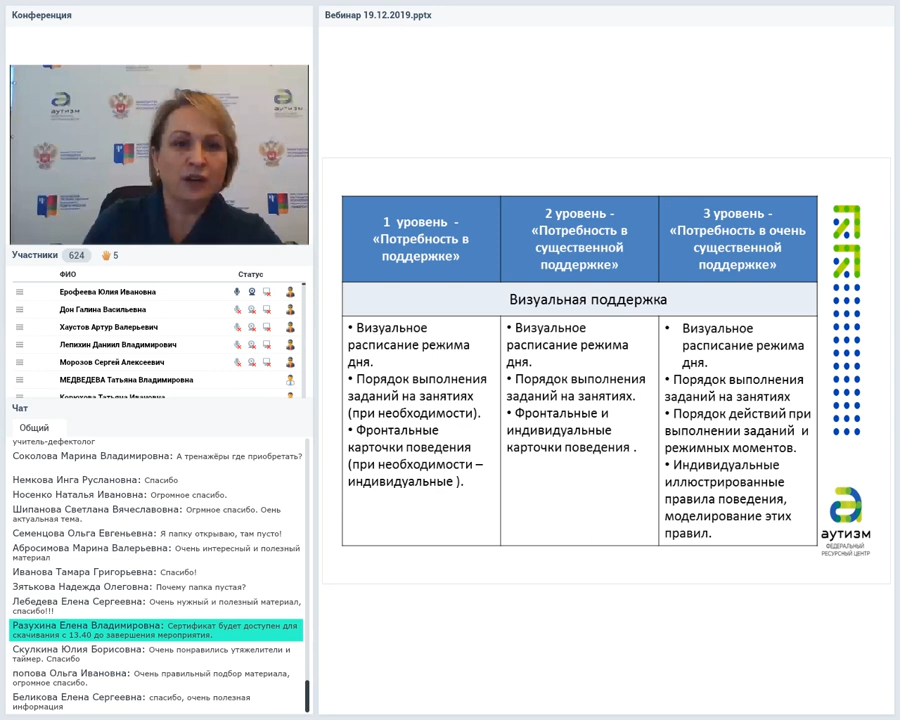 Конференция
аутизм
аутизм
Участники 624 5
ФИО Статус
Ерофеева Юлия Ивановна
Дон Галина Васильевна
Хаустов Артур Валерьевич
Лепихин Даниил Владимирович
Морозов Сергей Алексеевич
МЕДВЕДЕВА Татьяна Владимировна
Чат
Общий
учитель-дефектолог
Соколова Марина Владимировна: А тренажёры где приобретать?
Немкова Инга Руслановна: Спасибо
Носенко Наталья Ивановна: Огромное спасибо.
Шипанова Светлана Вячеславовна: Огрмное спасибо. Оень
актуальная тема.
Семенцова Ольга Евгеньевна: Я папку открываю, там пусто!
Абросимова Марина Валерьевна: Очень интересный и полезный
материал
Иванова Тамара Григорьевна: Спасибо!
Зятькова Надежда Олеговна: Почему папка пустая?
Лебедева Елена Сергеевна: Очень нужный и полезный материал,
спасибо!!!
Разухина Елена Владимировна: Сертификат будет доступен для
скачивания с 13.40 до завершения мероприятия.
Скулкина Юлия Борисовна: Очень понравились утяжелители и
таймер. Спасибо
попова Ольга Ивановна: Очень правильный подбор материала,
огромное спасибо.
Беликова Елена Сергеевна: спасибо, очень полезная
информация
Вебинар 19.12.2019.pptx
1 уровень -
«Потребность в
поддержке»
2 уровень -
«Потребность в
существенной
поддержке»
3 уровень -
«Потребность в очень
существенной
поддержке»
Визуальная поддержка
• Визуальное
расписание режима
дня.
• Порядок выполнения
заданий на занятиях
(при необходимости).
• Фронтальные
карточки поведения
(при необходимости –
индивидуальные ).
• Визуальное
расписание режима
дня.
• Порядок выполнения
заданий на занятиях.
• Фронтальные и
индивидуальные
карточки поведения .
• Визуальное
расписание режима
дня.
• Порядок выполнения
заданий на занятиях
• Порядок действий при
выполнении заданий и
режимных моментов.
• Индивидуальные
иллюстрированные
правила поведения,
моделирование этих
правил.
аутизм
ФЕДЕРАЛЬНЫЙ
РЕСУРСНЫЙ ЦЕНТР